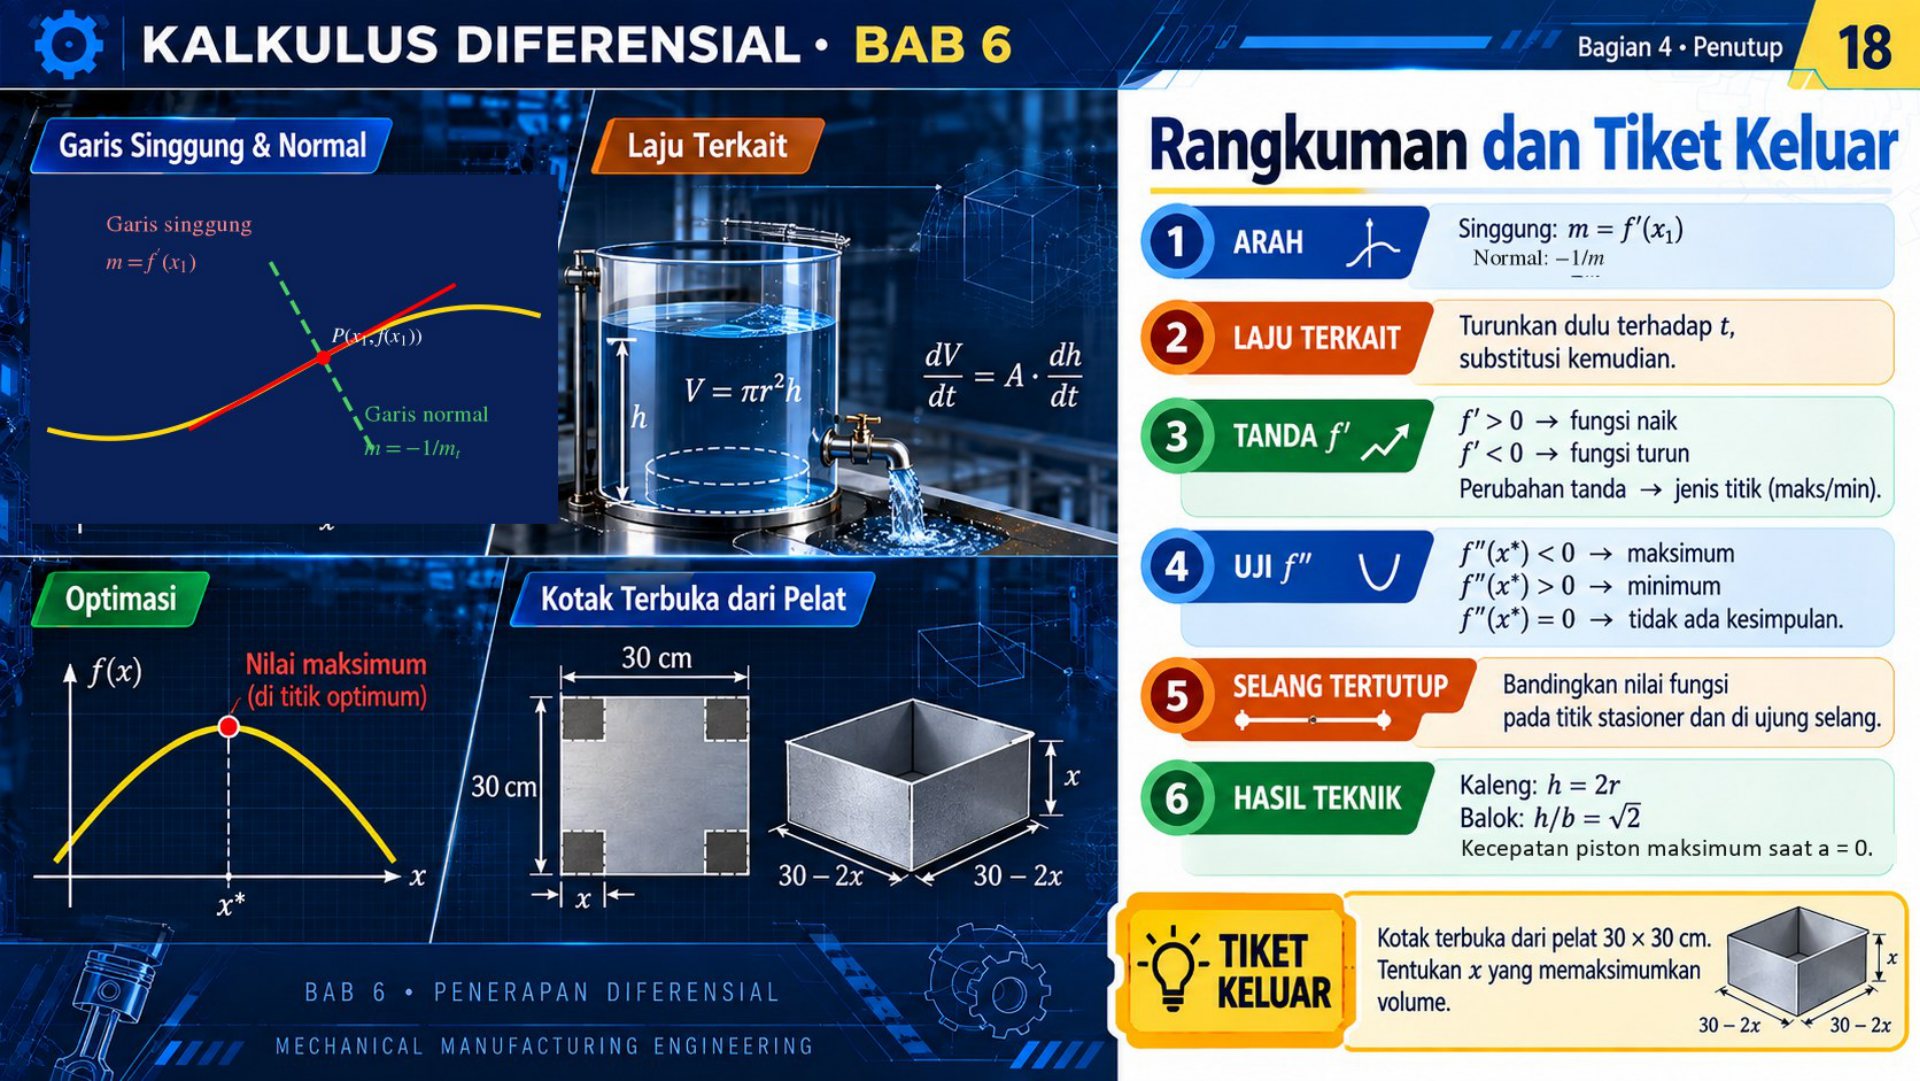 KALKULUS DIFERENSIAL • BAB 6
Bagian 4 • Penutup
18
Garis Singgung & Normal
Garis singgung
m = f′(x₁)
P(x₁, f(x₁))
Garis normal
m = −1/mₜ
Laju Terkait
V = πr²h
h
dV/dt = A · dh/dt
Optimasi
f(x)
Nilai maksimum
(di titik optimum)
x
x*
Kotak Terbuka dari Pelat
30 cm
30 cm
x
x
30 − 2x
30 − 2x
BAB 6 • PENERAPAN DIFERENSIAL
MECHANICAL MANUFACTURING ENGINEERING
Rangkuman dan Tiket Keluar
1 ARAH
Singgung: m = f′(x₁)
Normal: −1/m
2 LAJU TERKAIT
Turunkan dulu terhadap t,
substitusi kemudian.
3 TANDA f′
f′ > 0 → fungsi naik
f′ < 0 → fungsi turun
Perubahan tanda → jenis titik (maks/min).
4 UJI f″
f″(x*) < 0 → maksimum
f″(x*) > 0 → minimum
f″(x*) = 0 → tidak ada kesimpulan.
5 SELANG TERTUTUP
Bandingkan nilai fungsi
pada titik stasioner dan di ujung selang.
6 HASIL TEKNIK
Kaleng: h = 2r
Balok: h/b = √2
Kecepatan piston maksimum saat a = 0.
TIKET
KELUAR
Kotak terbuka dari pelat 30 × 30 cm.
Tentukan x yang memaksimumkan
volume.
x
30 − 2x
30 − 2x